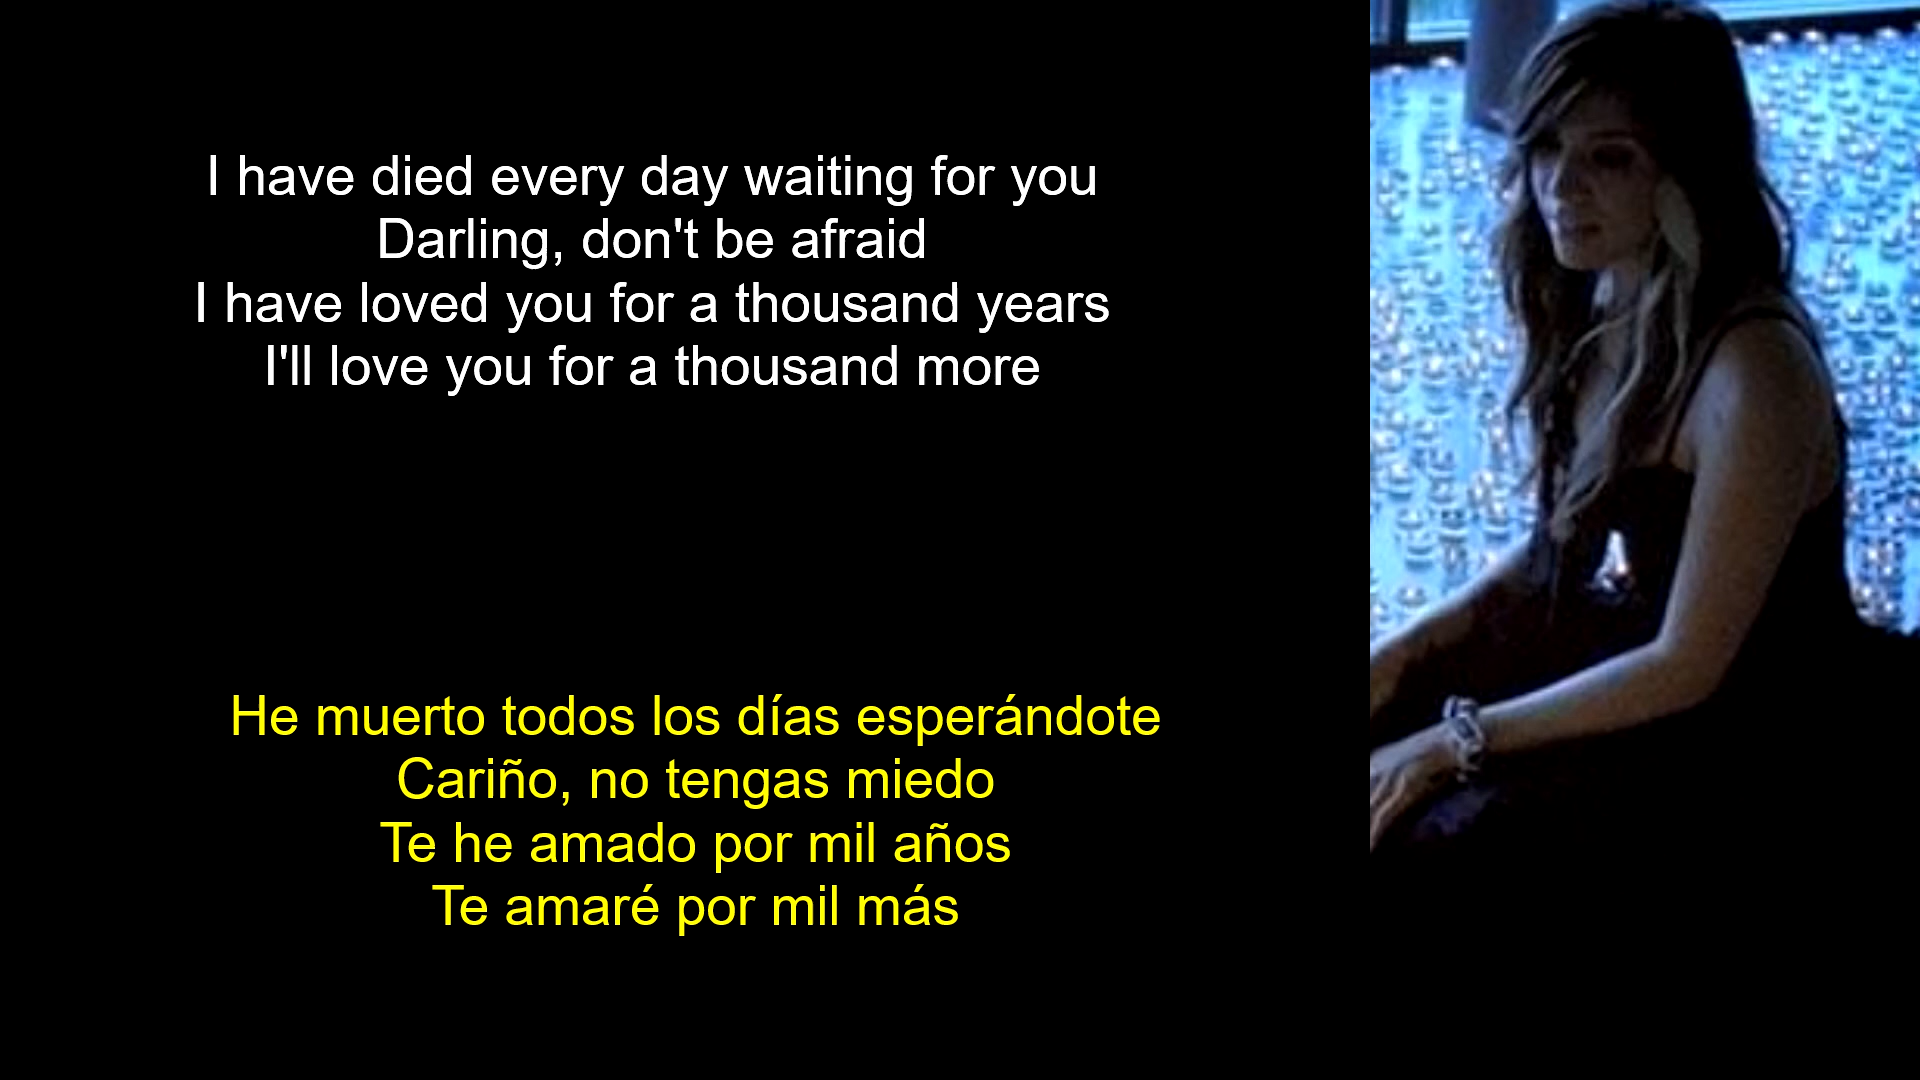 I have died every day waiting for you
Darling, don't be afraid
I have loved you for a thousand years
I'll love you for a thousand more
He muerto todos los días esperándote
Cariño, no tengas miedo
Te he amado por mil años
Te amaré por mil más